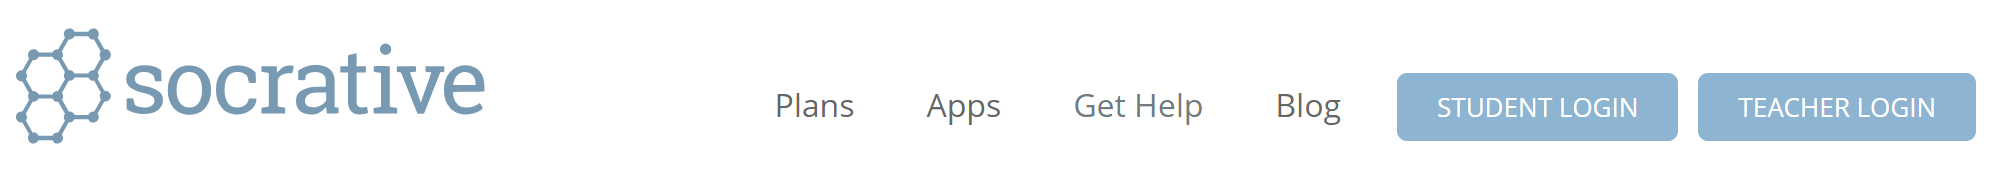 socrative
Plans
Apps
Get Help
Blog
STUDENT LOGIN
TEACHER LOGIN